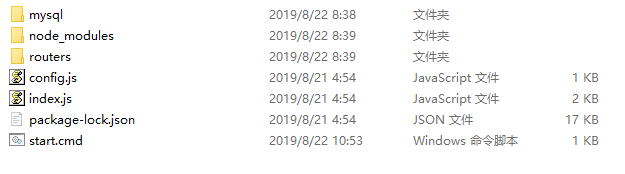 mysql 2019/8/22 8:38 文件夹
node_modules 2019/8/22 8:39 文件夹
routers 2019/8/22 8:39 文件夹
config.js 2019/8/21 4:54 JavaScript 文件 1 KB
index.js 2019/8/21 4:54 JavaScript 文件 2 KB
package-lock.json 2019/8/21 4:54 JSON 文件 17 KB
start.cmd 2019/8/22 10:53 Windows 命令脚本 1 KB